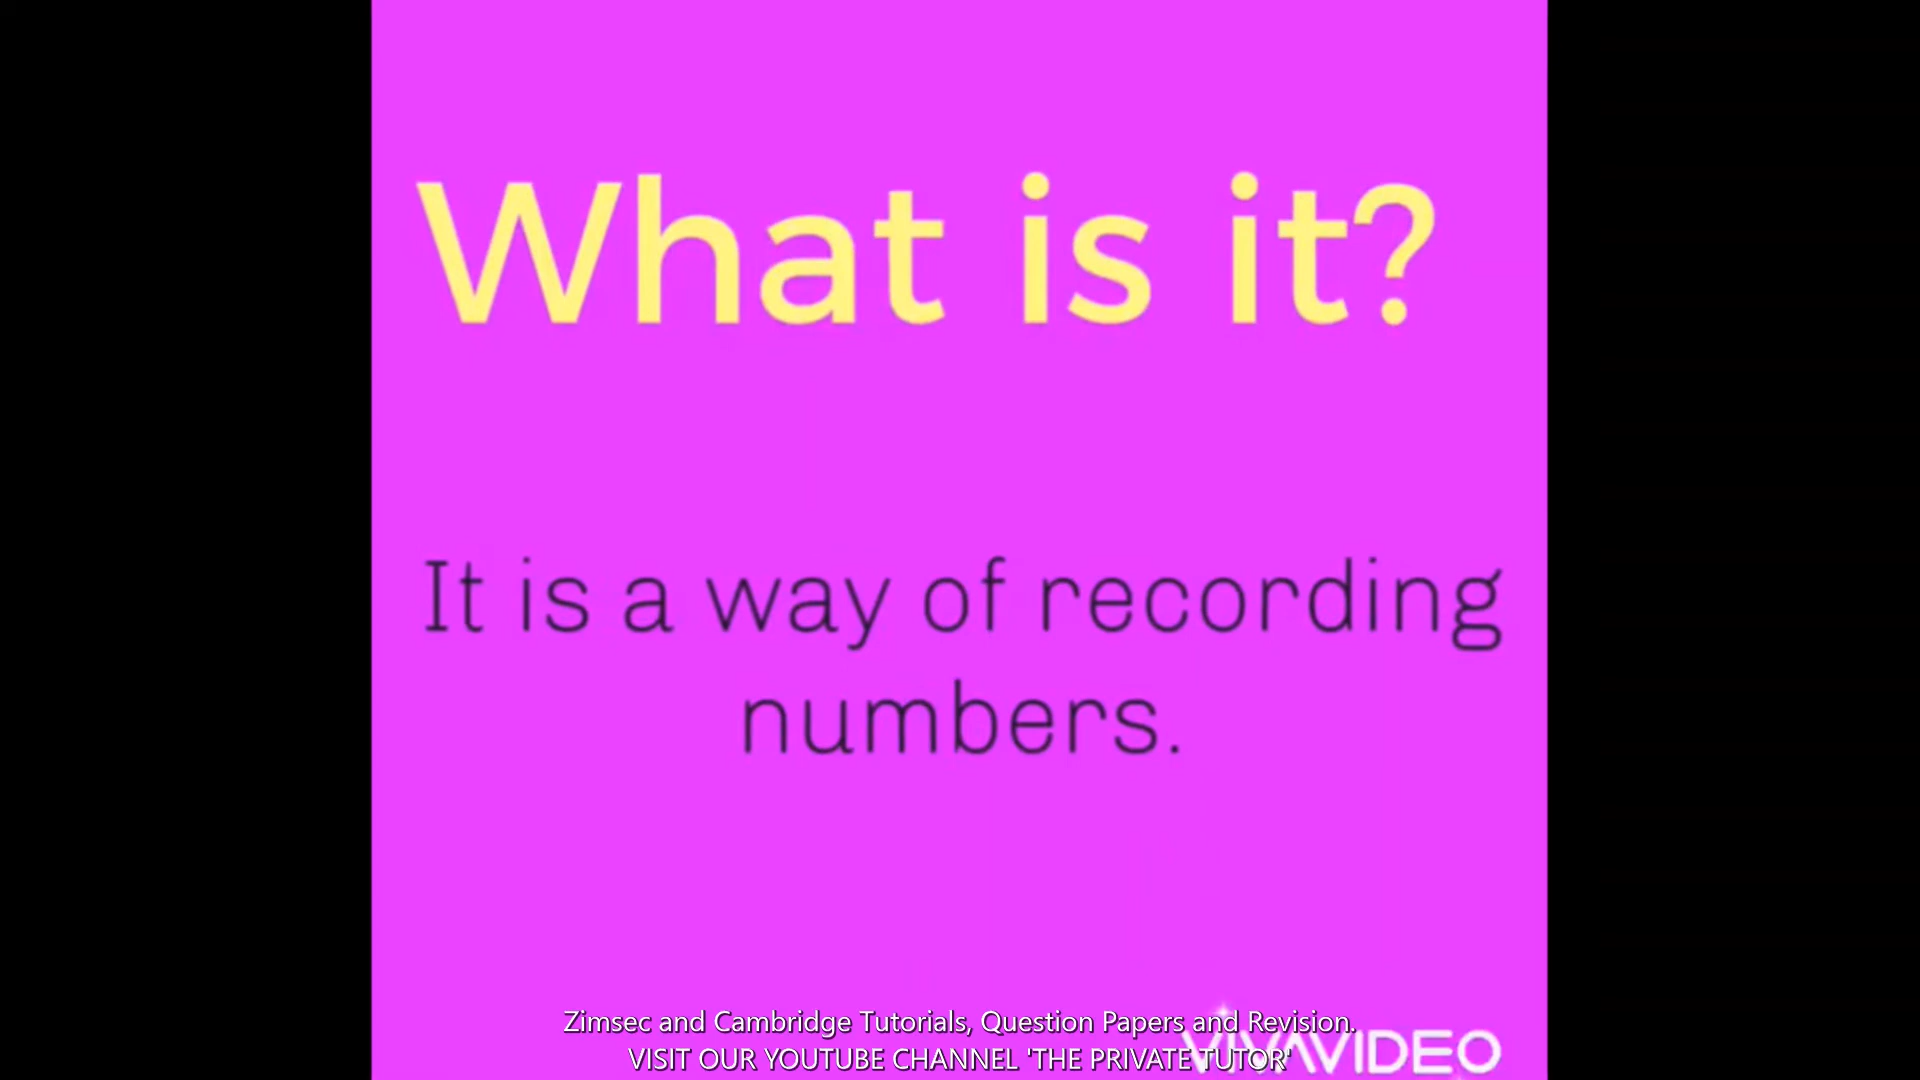 What is it?
It is a way of recording
numbers.
Zimsec and Cambridge Tutorials, Question Papers and Revision.
VISIT OUR YOUTUBE CHANNEL 'THE PRIVATE TUTOR'
VIVAVIDEO